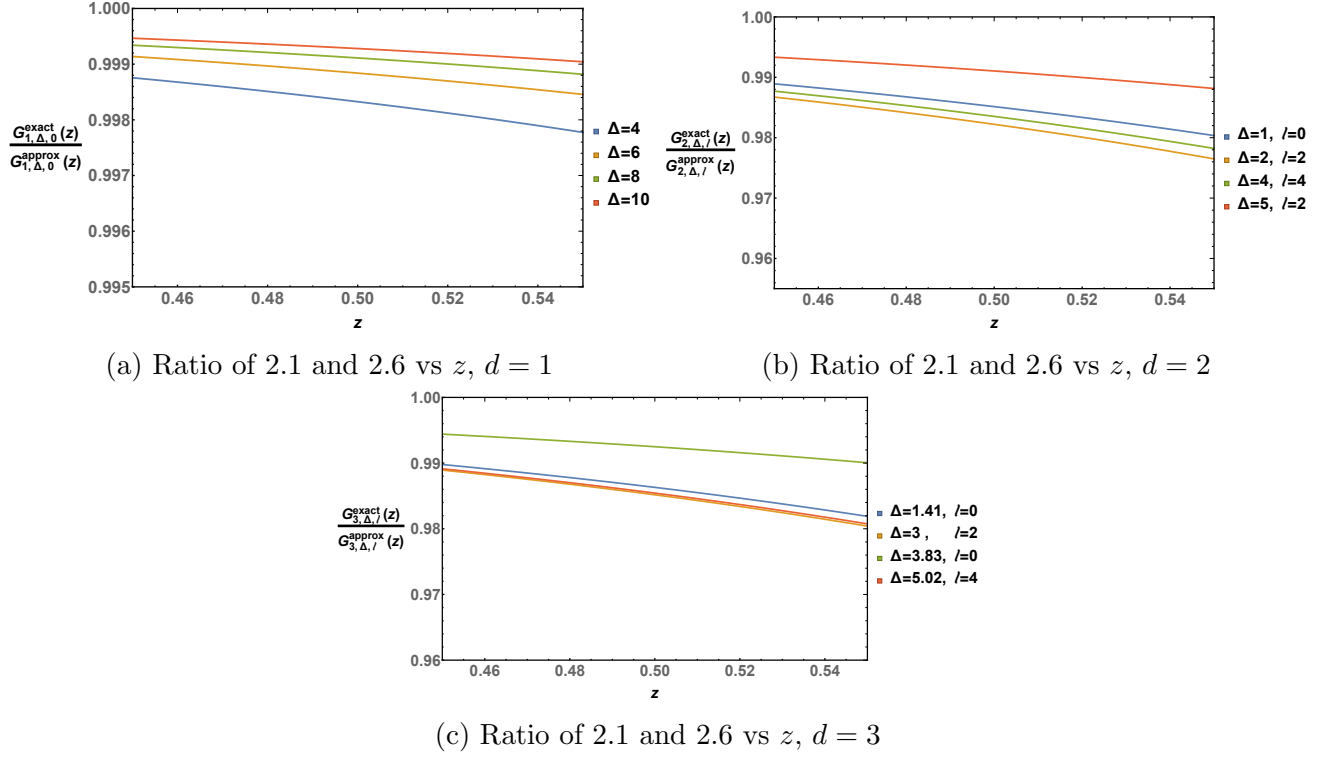 1.000
0.999
0.998
0.997
0.996
0.995
G^exact_{1,Δ,0}(z)
G^approx_{1,Δ,0}(z)
0.46 0.48 0.50 0.52 0.54
z
Δ=4
Δ=6
Δ=8
Δ=10
(a) Ratio of 2.1 and 2.6 vs z, d = 1
1.00
0.99
0.98
0.97
0.96
G^exact_{2,Δ,l}(z)
G^approx_{2,Δ,l}(z)
0.46 0.48 0.50 0.52 0.54
z
Δ=1, l=0
Δ=2, l=2
Δ=4, l=4
Δ=5, l=2
(b) Ratio of 2.1 and 2.6 vs z, d = 2
1.00
0.99
0.98
0.97
0.96
G^exact_{3,Δ,l}(z)
G^approx_{3,Δ,l}(z)
0.46 0.48 0.50 0.52 0.54
z
Δ=1.41, l=0
Δ=3 , l=2
Δ=3.83, l=0
Δ=5.02, l=4
(c) Ratio of 2.1 and 2.6 vs z, d = 3